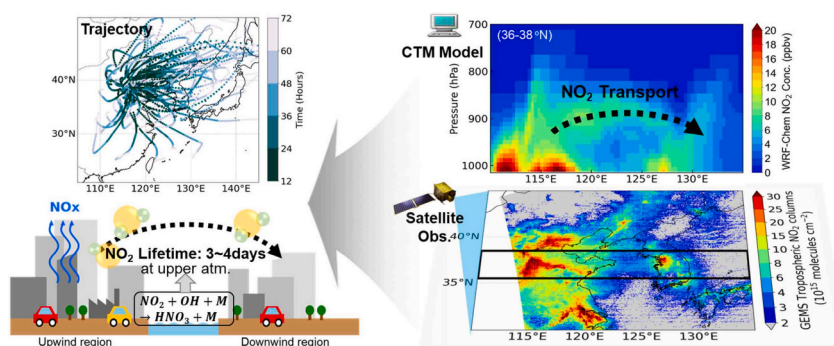 Trajectory
40°N
30°N
110°E
120°E
130°E
140°E
72
60
48
36
24
12
Time (Hours)
CTM Model
(36-38 °N)
NO₂ Transport
700
800
900
1000
Pressure (hPa)
115°E
120°E
125°E
130°E
20
18
16
14
12
10
8
6
4
2
0
WRF-Chem NO₂ Conc. (ppbv)
NOx
NO₂ Lifetime: 3~4days
at upper atm.
NO₂ + OH + M
→ HNO₃ + M
Upwind region
Downwind region
Satellite
Obs.
40°N
35°N
115°E
120°E
125°E
130°E
30
20
15
10
8
6
4
3
2
GEMS Tropospheric NO₂ columns
(10¹⁵ molecules cm⁻²)